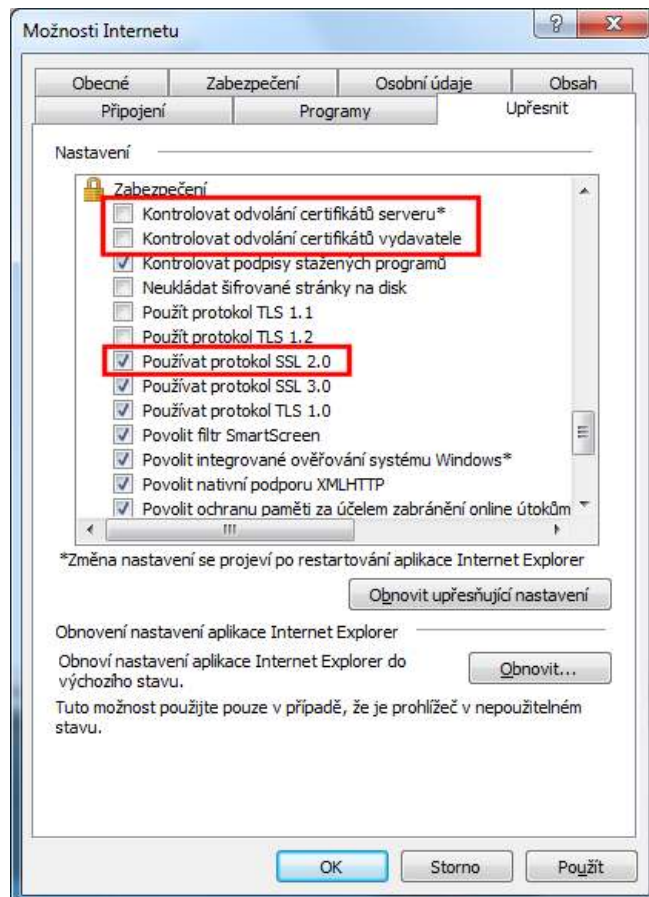 Možnosti Internetu
Obecné Zabezpečení Osobní údaje Obsah
Připojení Programy Upřesnit
Nastavení
Zabezpečení
Kontrolovat odvolání certifikátů serveru*
Kontrolovat odvolání certifikátů vydavatele
Kontrolovat podpisy stažených programů
Neukládat šifrované stránky na disk
Použít protokol TLS 1.1
Použít protokol TLS 1.2
Používat protokol SSL 2.0
Používat protokol SSL 3.0
Používat protokol TLS 1.0
Povolit filtr SmartScreen
Povolit integrované ověřování systému Windows*
Povolit nativní podporu XMLHTTP
Povolit ochranu paměti za účelem zabránění online útokům
*Změna nastavení se projeví po restartování aplikace Internet Explorer
Obnovit upřesňující nastavení
Obnovení nastavení aplikace Internet Explorer
Obnoví nastavení aplikace Internet Explorer do
výchozího stavu.
Obnovit...
Tuto možnost použijte pouze v případě, že je prohlížeč v nepoužitelném
stavu.
OK Storno Použít